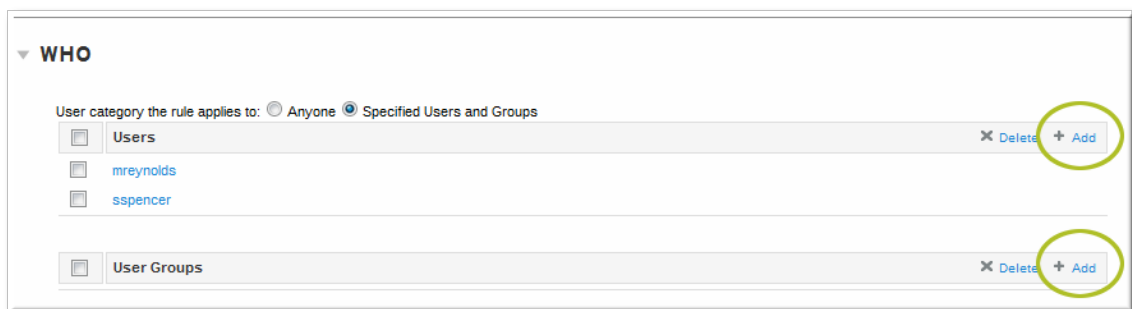 WHO
User category the rule applies to: Anyone Specified Users and Groups
Users Delete Add
mreynolds
sspencer
User Groups Delete Add